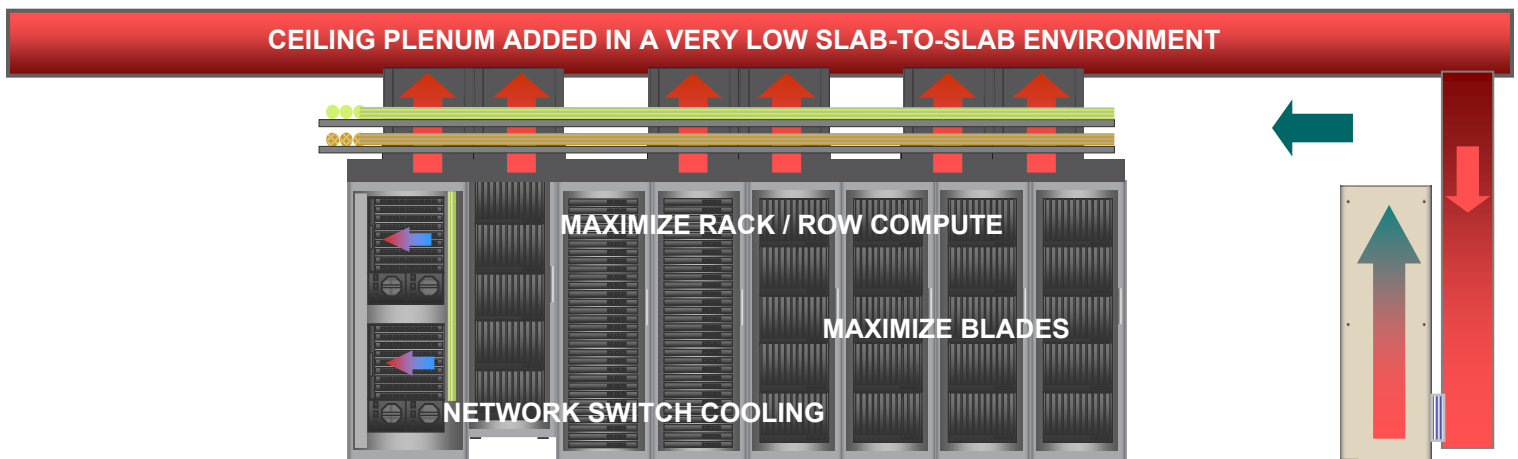 CEILING PLENUM ADDED IN A VERY LOW SLAB-TO-SLAB ENVIRONMENT
MAXIMIZE RACK / ROW COMPUTE
MAXIMIZE BLADES
NETWORK SWITCH COOLING